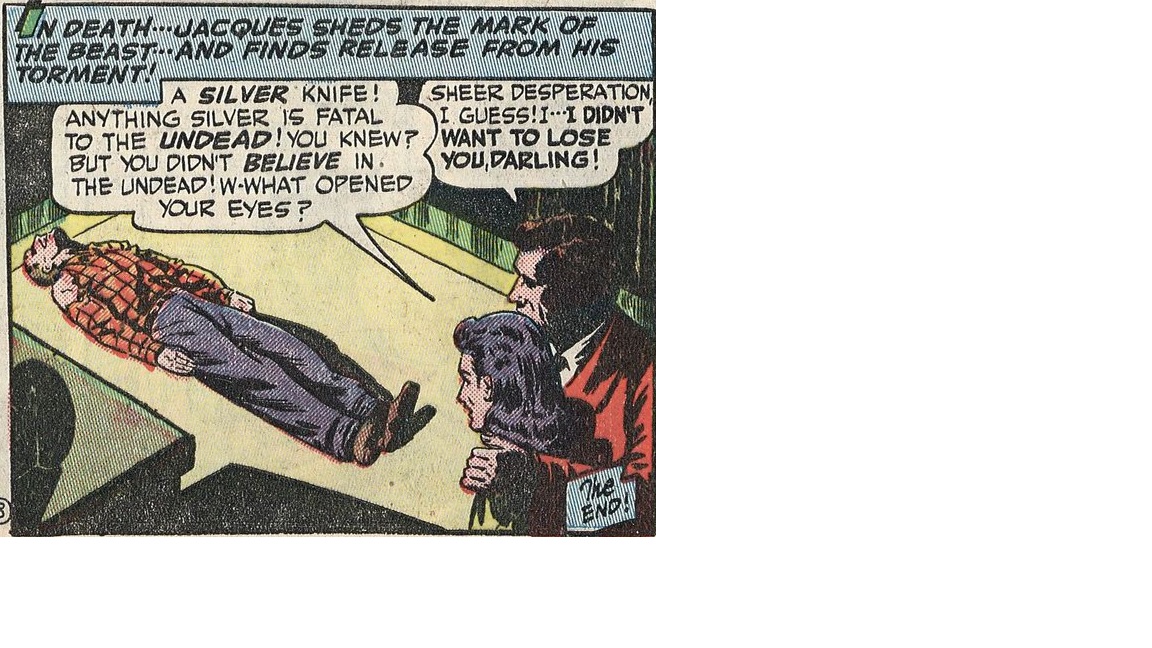 IN DEATH...JACQUES SHEDS THE MARK OF
THE BEAST...AND FINDS RELEASE FROM HIS
TORMENT!
A SILVER KNIFE!
ANYTHING SILVER IS FATAL
TO THE UNDEAD! YOU KNEW?
BUT YOU DIDN'T BELIEVE IN
THE UNDEAD! W-WHAT OPENED
YOUR EYES?
SHEER DESPERATION,
I GUESS! I...I DIDN'T
WANT TO LOSE
YOU, DARLING!
The
END!
8